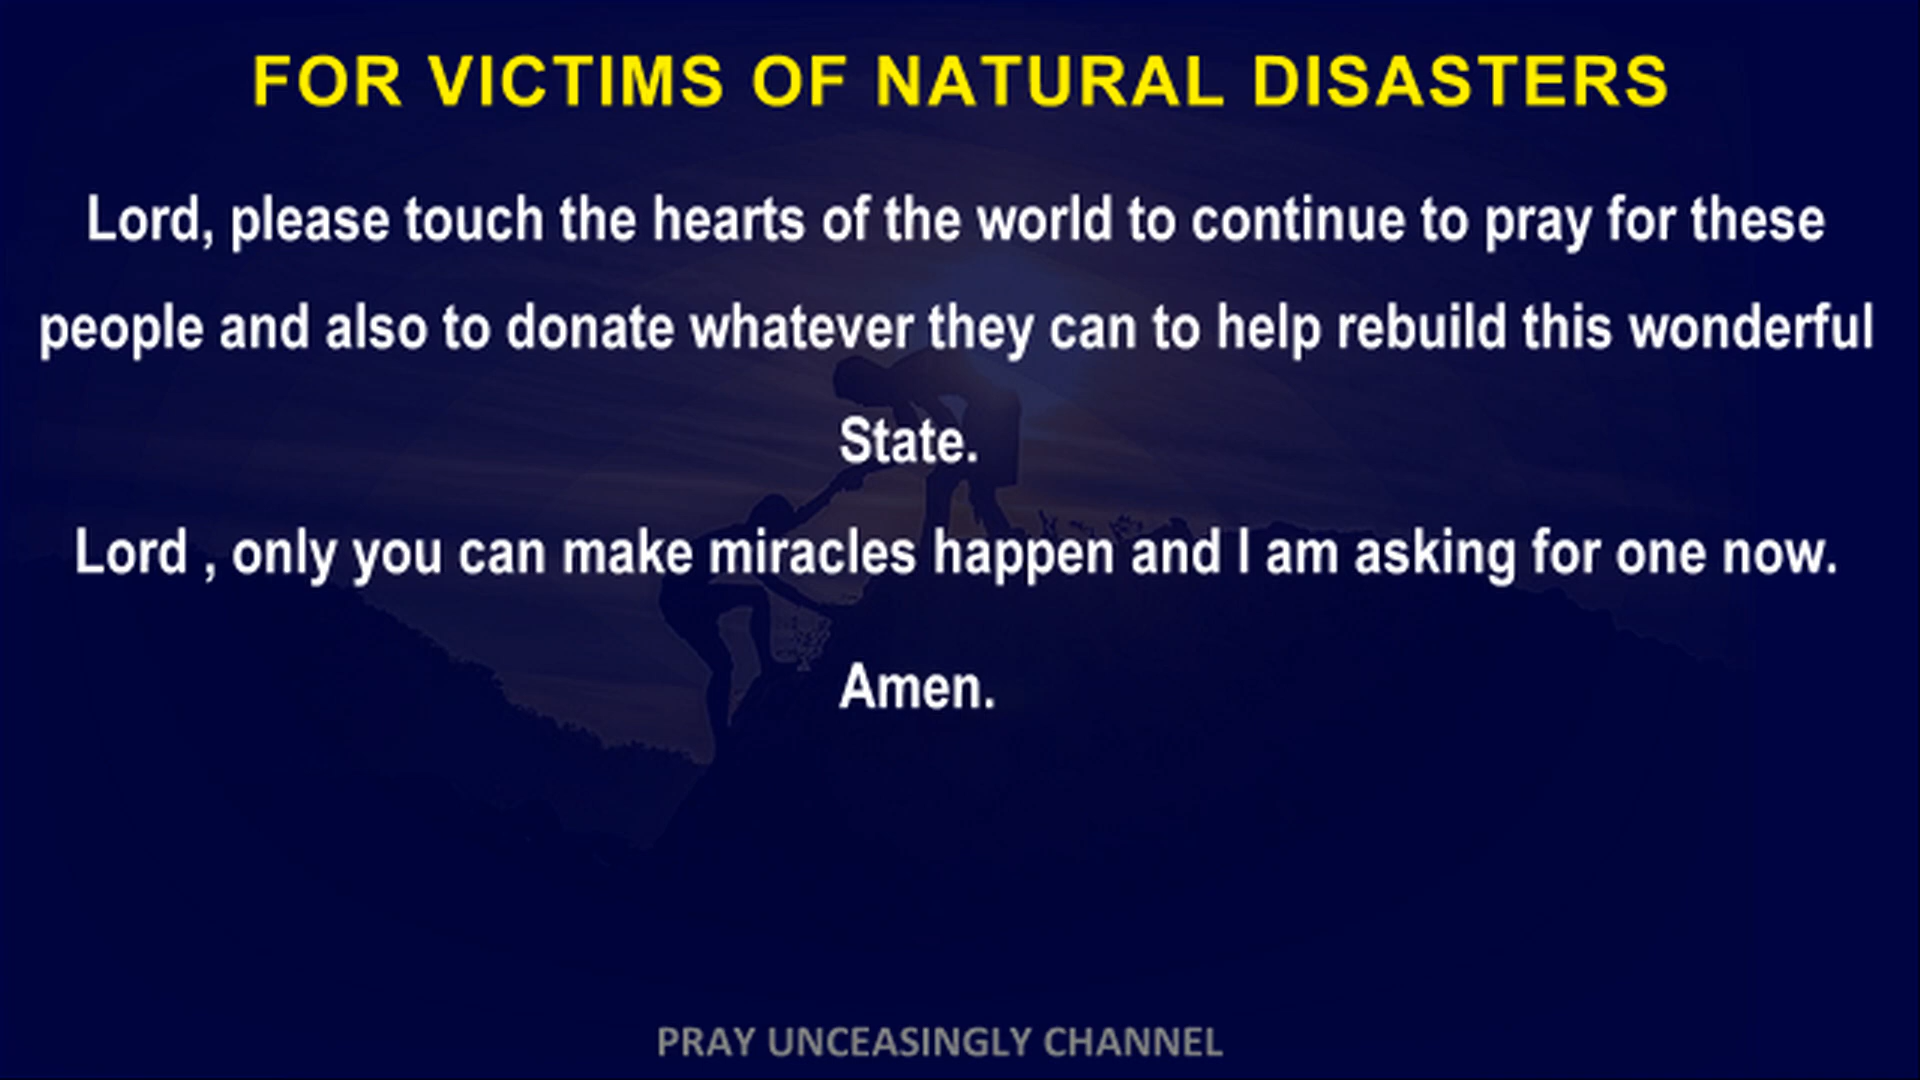 FOR VICTIMS OF NATURAL DISASTERS
Lord, please touch the hearts of the world to continue to pray for these
people and also to donate whatever they can to help rebuild this wonderful
State.
Lord , only you can make miracles happen and I am asking for one now.
Amen.
PRAY UNCEASINGLY CHANNEL